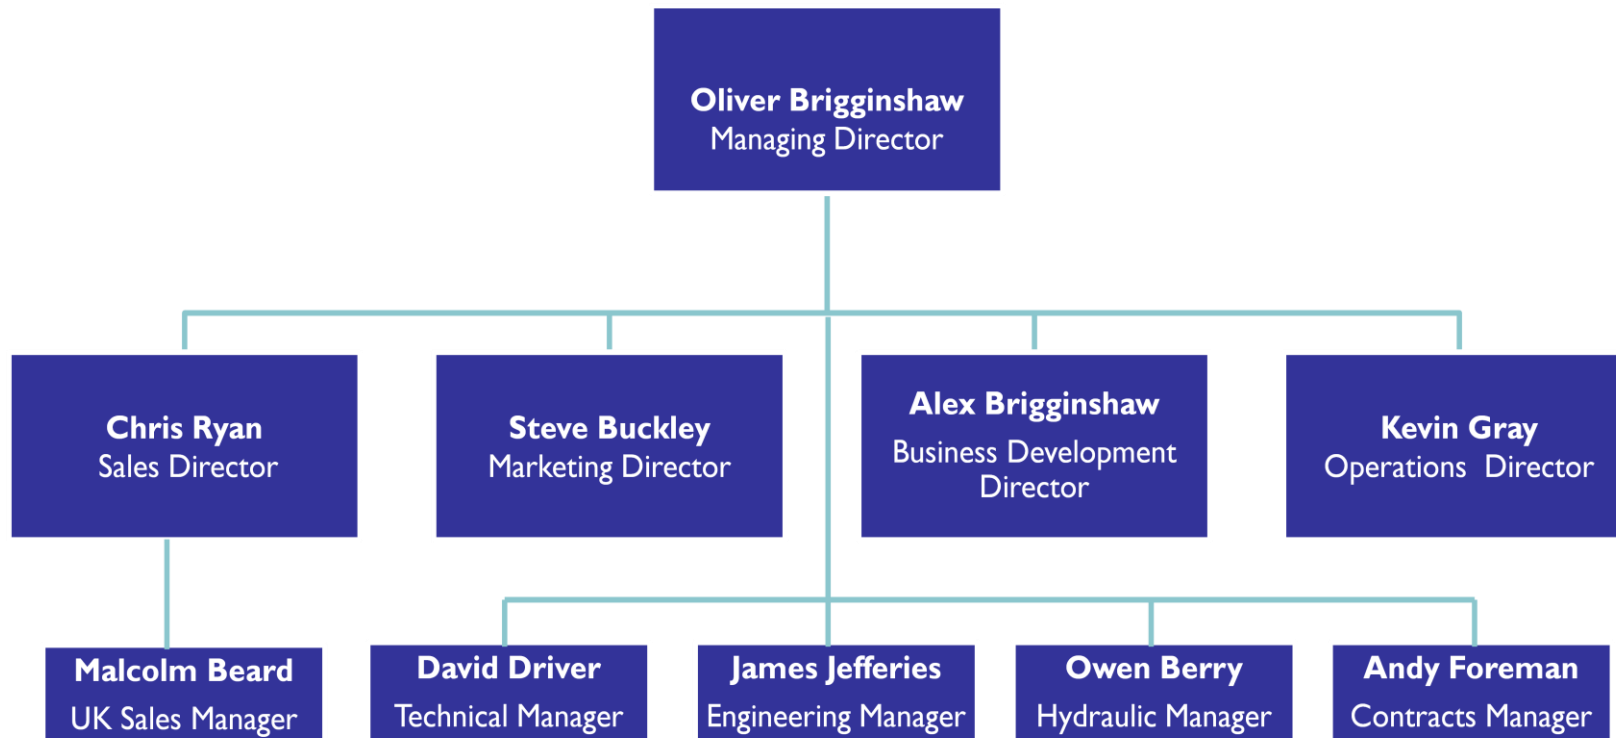 Oliver Brigginshaw
Managing Director
Chris Ryan
Sales Director
Steve Buckley
Marketing Director
Alex Brigginshaw
Business Development
Director
Kevin Gray
Operations  Director
Malcolm Beard
UK Sales Manager
David Driver
Technical Manager
James Jefferies
Engineering Manager
Owen Berry
Hydraulic Manager
Andy Foreman
Contracts Manager